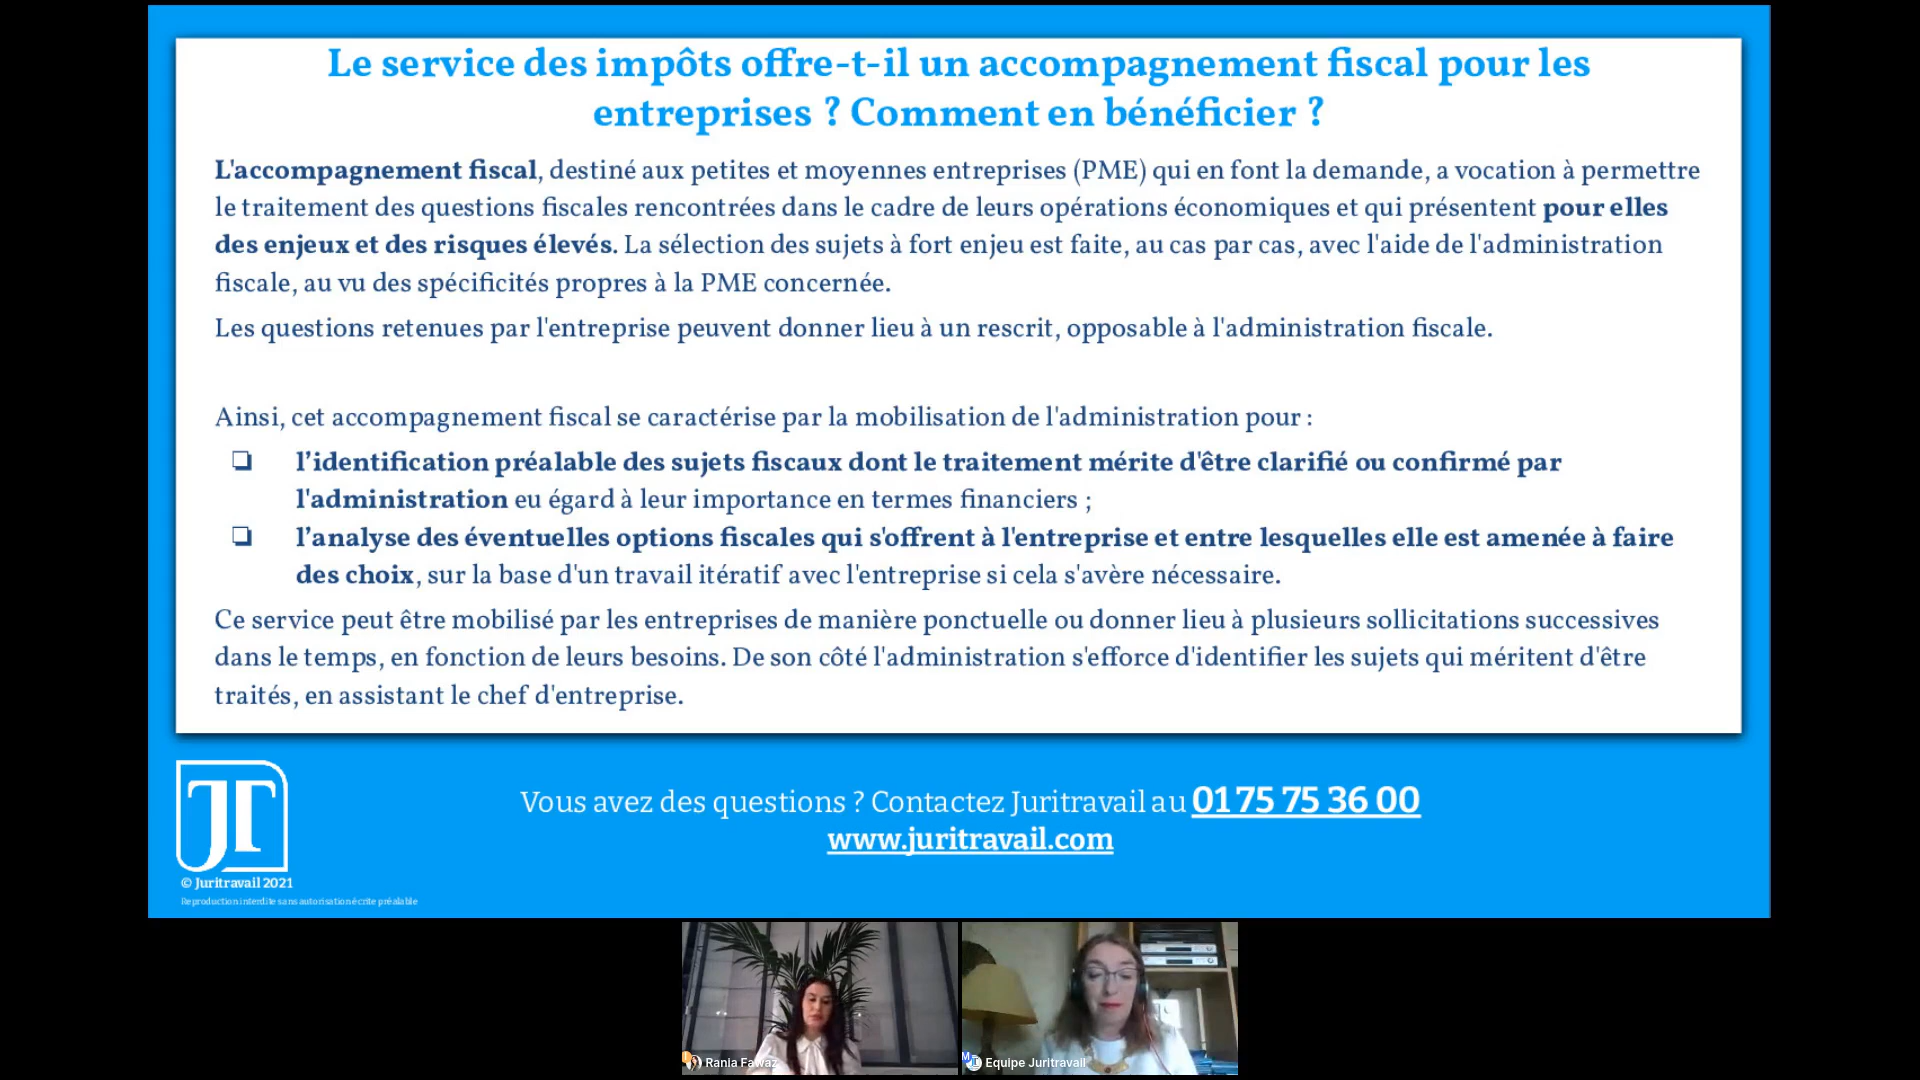 Le service des impôts offre-t-il un accompagnement fiscal pour les
entreprises ? Comment en bénéficier ?
L'accompagnement fiscal, destiné aux petites et moyennes entreprises (PME) qui en font la demande, a vocation à permettre
le traitement des questions fiscales rencontrées dans le cadre de leurs opérations économiques et qui présentent pour elles
des enjeux et des risques élevés. La sélection des sujets à fort enjeu est faite, au cas par cas, avec l'aide de l'administration
fiscale, au vu des spécificités propres à la PME concernée.
Les questions retenues par l'entreprise peuvent donner lieu à un rescrit, opposable à l'administration fiscale.
Ainsi, cet accompagnement fiscal se caractérise par la mobilisation de l'administration pour :
❏ l’identification préalable des sujets fiscaux dont le traitement mérite d'être clarifié ou confirmé par
l'administration eu égard à leur importance en termes financiers ;
❏ l’analyse des éventuelles options fiscales qui s'offrent à l'entreprise et entre lesquelles elle est amenée à faire
des choix, sur la base d'un travail itératif avec l'entreprise si cela s'avère nécessaire.
Ce service peut être mobilisé par les entreprises de manière ponctuelle ou donner lieu à plusieurs sollicitations successives
dans le temps, en fonction de leurs besoins. De son côté l'administration s'efforce d'identifier les sujets qui méritent d'être
traités, en assistant le chef d'entreprise.
JT
© Juritravail 2021
Reproduction interdite sans autorisation écrite préalable
Vous avez des questions ? Contactez Juritravail au 01 75 75 36 00
www.juritravail.com
Rania Fawaz
Equipe Juritravail